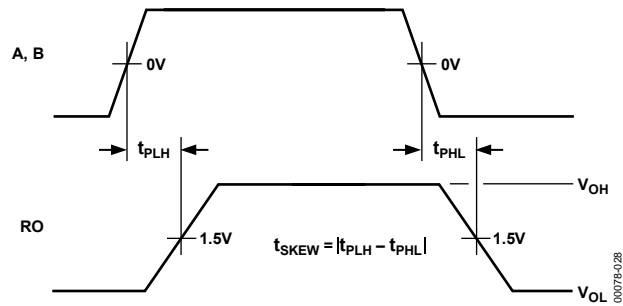 A, B
0V
0V
tPLH
tPHL
VOH
RO
1.5V
tSKEW = |tPLH – tPHL|
1.5V
VOL
00078-028